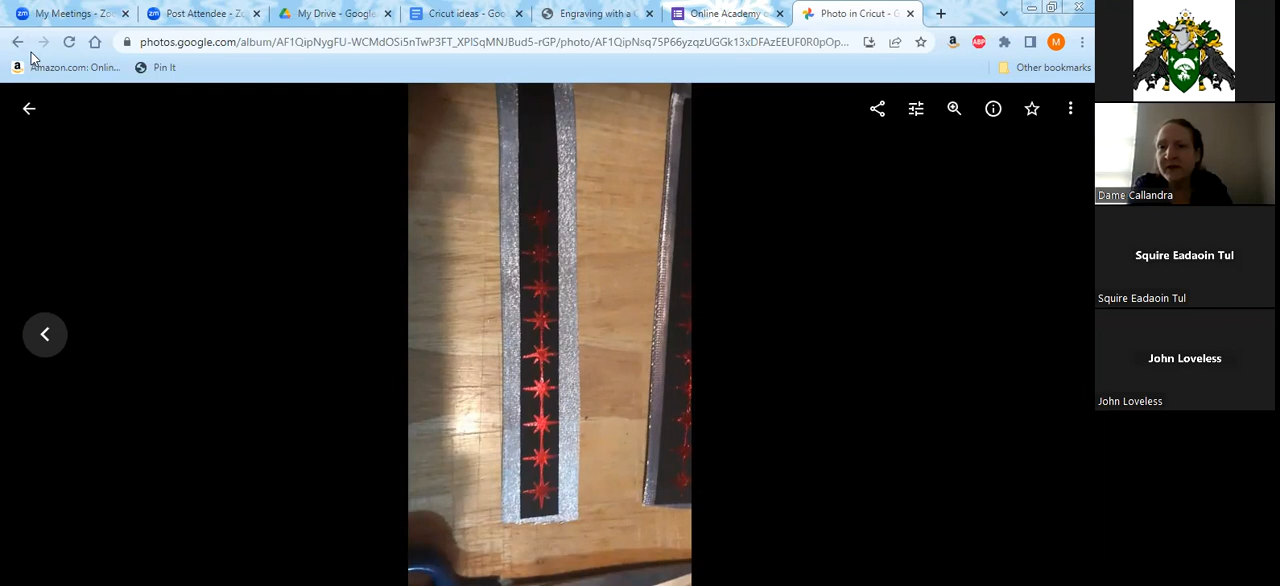 My Meetings - Zo
Post Attendee - Z
My Drive - Google
Cricut ideas - Goo
Engraving with a C
Online Academy o
Photo in Cricut - G
photos.google.com/album/AF1QipNygFU-WCMdOSi5nTwP3FT_XPISqMNJBud5-rGP/photo/AF1QipNsq75P66yzqzUGGk13xDFAzEEUF0R0pOp...
ABP
M
Amazon.com: Onlin...
Pin It
Other bookmarks
Dame Callandra
Squire Eadaoin Tul
Squire Eadaoin Tul
John Loveless
John Loveless